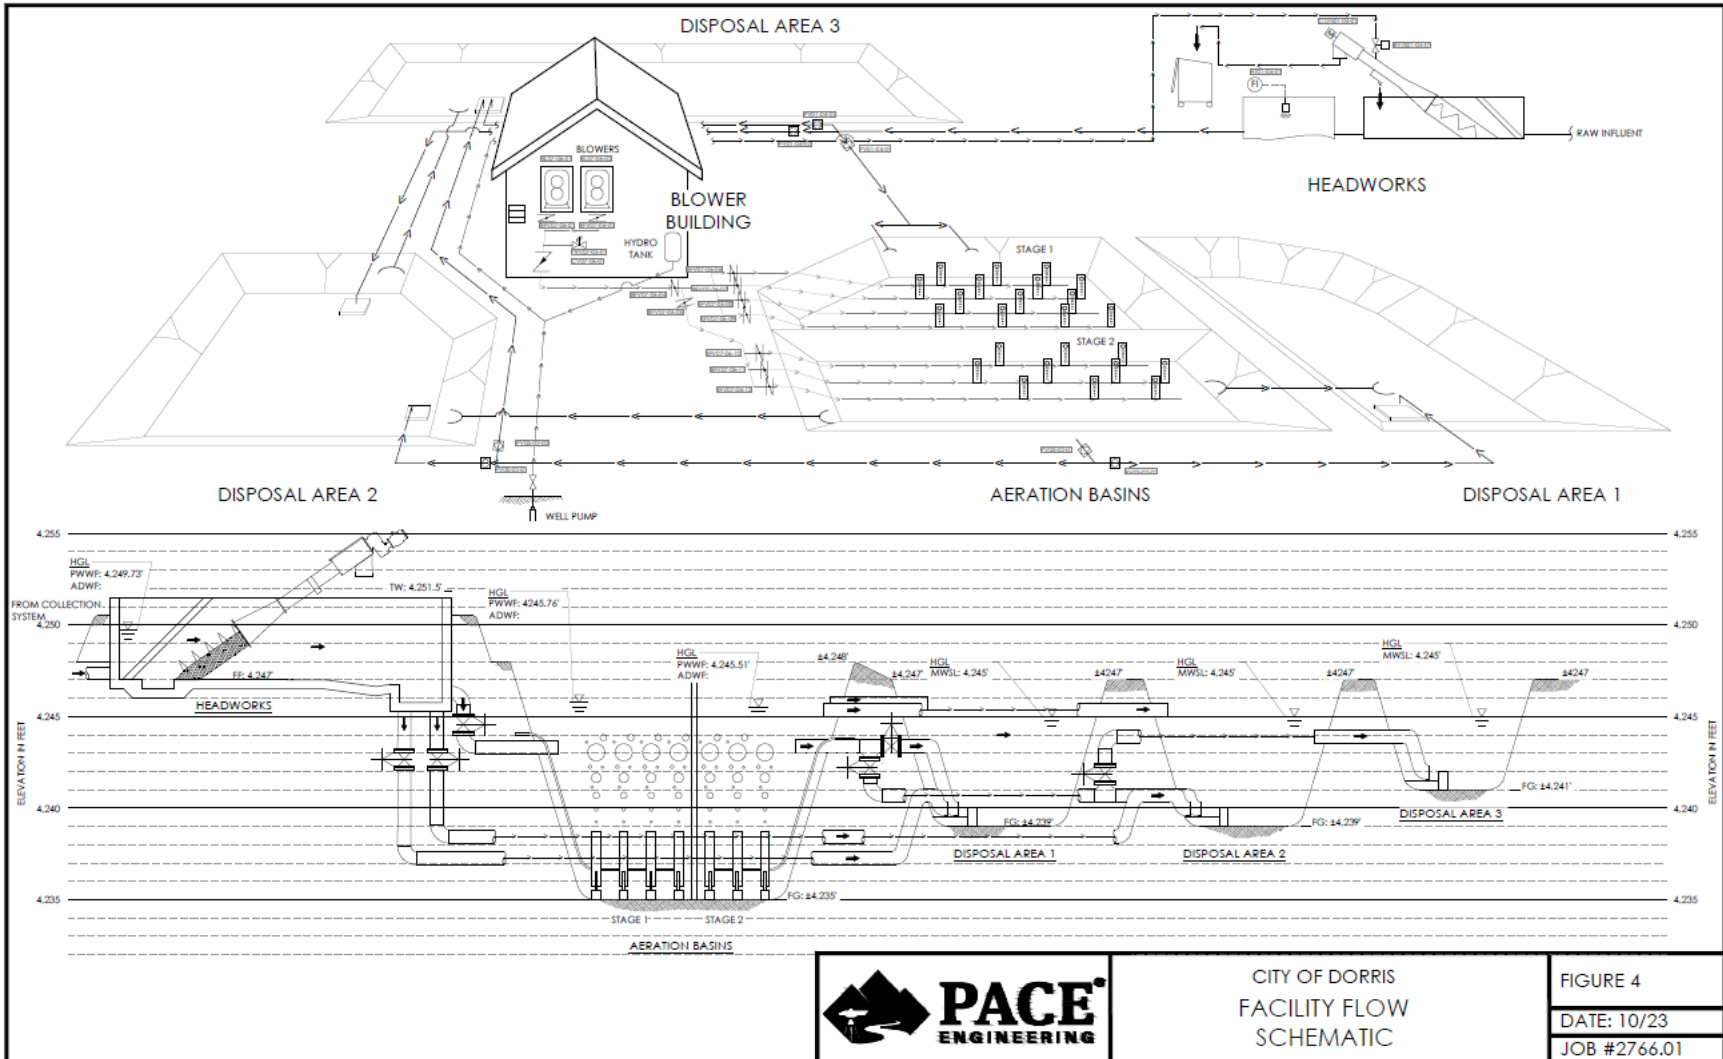 DISPOSAL AREA 3
RAW INFLUENT
HEADWORKS
FI
BLOWERS
BLOWER
BUILDING
HYDRO
TANK
STAGE 1
STAGE 2
DISPOSAL AREA 2
WELL PUMP
AERATION BASINS
DISPOSAL AREA 1
4,255
4,255
HGL
PWWF: 4,249.73'
ADWF:
TW: 4,251.5'
HGL
PWWF: 4245.76'
ADWF:
FROM COLLECTION
SYSTEM
4,250
4,250
HGL
PWWF: 4,245.51'
ADWF:
±4,248'
±4,247'
HGL
MWSL: 4,245'
±4247'
HGL
MWSL: 4,245'
±4247'
HGL
MWSL: 4,245'
±4247'
FF: 4,247'
HEADWORKS
4,245
4,245
ELEVATION IN FEET
ELEVATION IN FEET
4,240
4,240
FG: ±4,241'
DISPOSAL AREA 3
FG: ±4,239'
DISPOSAL AREA 1
FG: ±4,239'
DISPOSAL AREA 2
4,235
4,235
FG: ±4,235'
STAGE 1
STAGE 2
AERATION BASINS
PACE
ENGINEERING
CITY OF DORRIS
FACILITY FLOW
SCHEMATIC
FIGURE 4
DATE: 10/23
JOB #2766.01